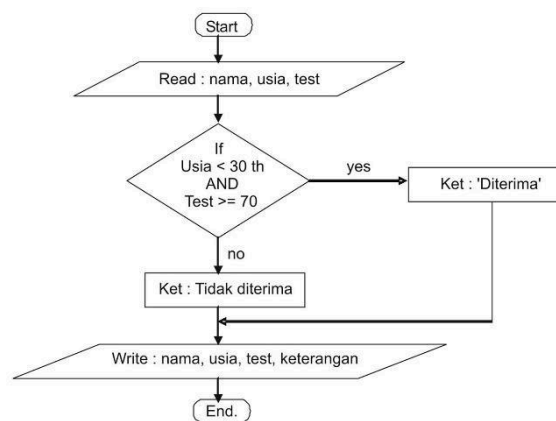 Start
Read : nama, usia, test
If
Usia < 30 th
AND
Test >= 70
yes
Ket : 'Diterima'
no
Ket : Tidak diterima
Write : nama, usia, test, keterangan
End.